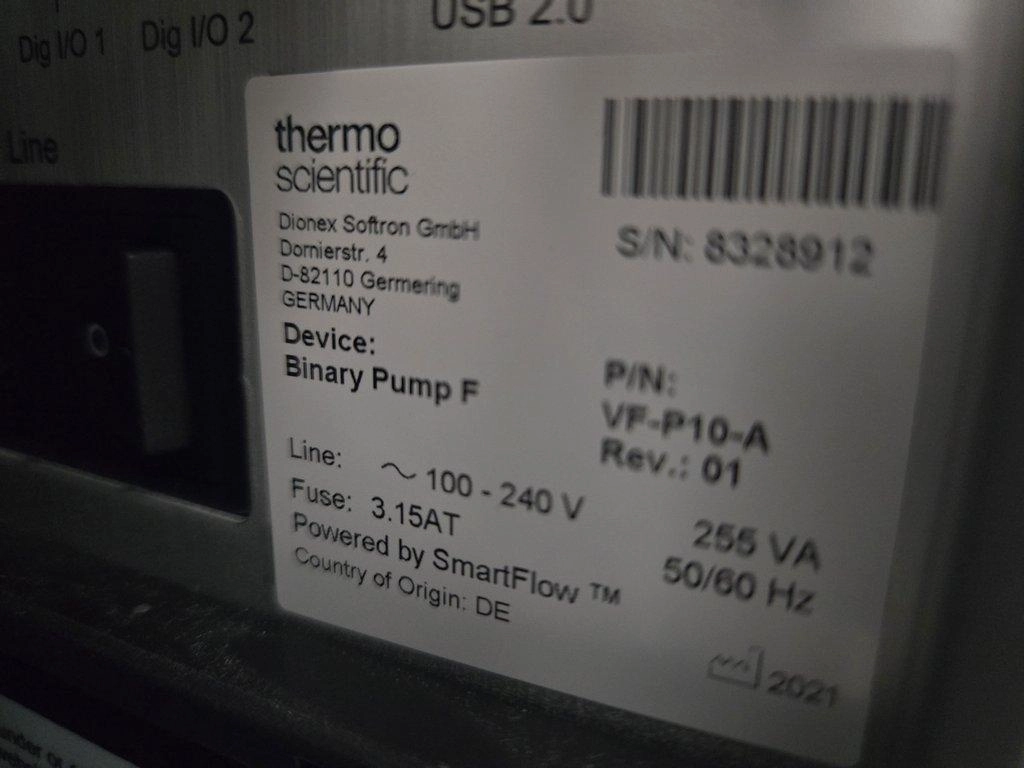 Dig I/O 1 Dig I/O 2 USB 2.0
Line
thermo
scientific
Dionex Softron GmbH
Dornierstr. 4
D-82110 Germering
GERMANY
Device:
Binary Pump F
Line: ~ 100 - 240 V
Fuse: 3.15AT
Powered by SmartFlow ™
Country of Origin: DE
S/N: 8328912
P/N:
VF-P10-A
Rev.: 01
255 VA
50/60 Hz
2021